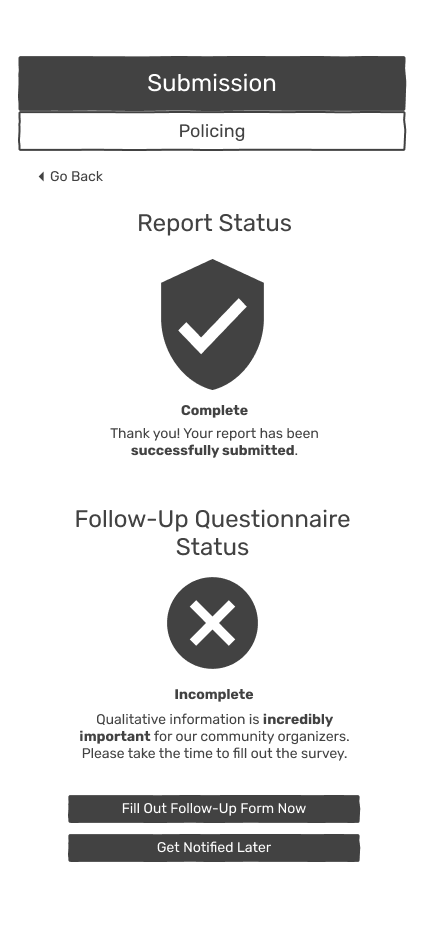 Submission
Policing
Go Back
Report Status
Complete
Thank you! Your report has been
successfully submitted.
Follow-Up Questionnaire
Status
Incomplete
Qualitative information is incredibly
important for our community organizers.
Please take the time to fill out the survey.
Fill Out Follow-Up Form Now
Get Notified Later